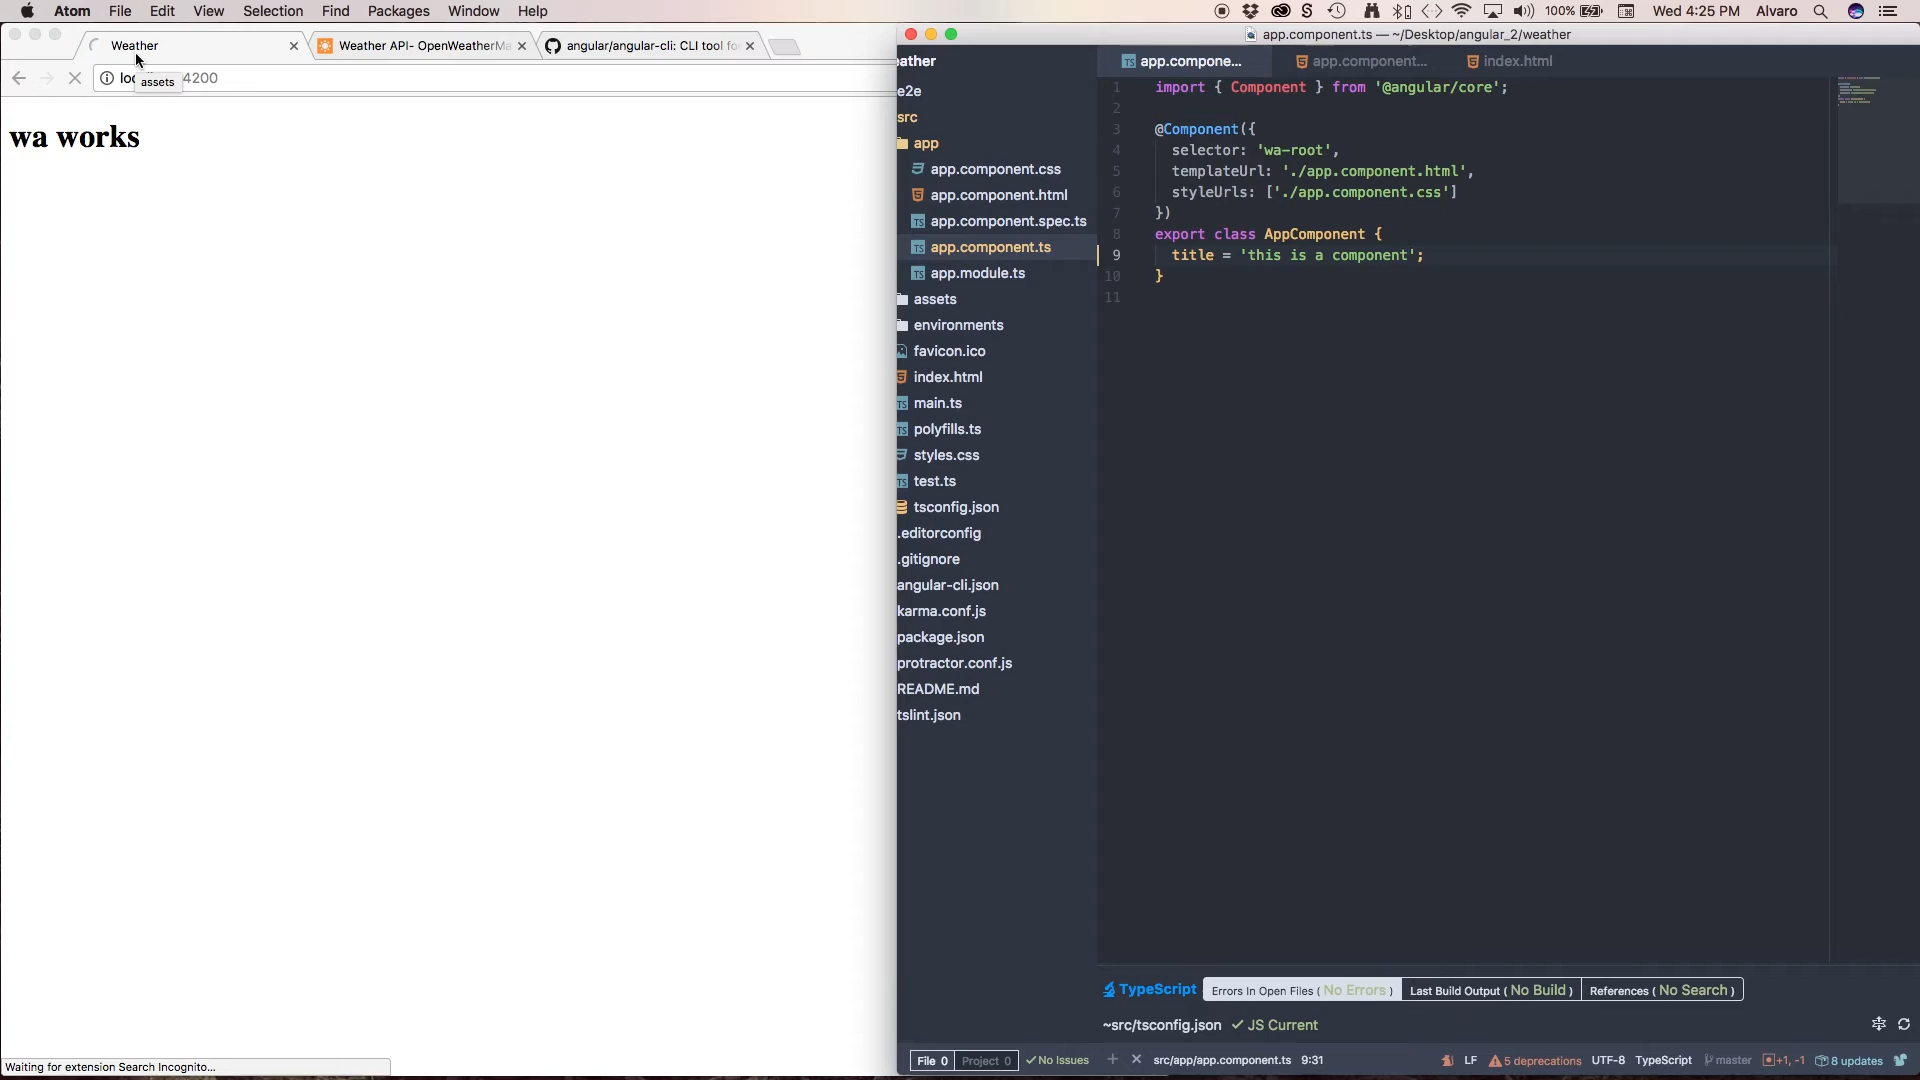 Atom File Edit View Selection Find Packages Window Help
100% Wed 4:25 PM Alvaro
Weather
Weather API- OpenWeatherMa
angular/angular-cli: CLI tool fo
loc 4200
assets
wa works
Waiting for extension Search Incognito...
app.component.ts — ~/Desktop/angular_2/weather
eather
e2e
src
app
app.component.css
app.component.html
app.component.spec.ts
app.component.ts
app.module.ts
assets
environments
favicon.ico
index.html
main.ts
polyfills.ts
styles.css
test.ts
tsconfig.json
.editorconfig
.gitignore
angular-cli.json
karma.conf.js
package.json
protractor.conf.js
README.md
tslint.json
app.compone...
app.component...
index.html
1 import { Component } from '@angular/core';
2
3 @Component({
4 selector: 'wa-root',
5 templateUrl: './app.component.html',
6 styleUrls: ['./app.component.css']
7 })
8 export class AppComponent {
9 title = 'this is a component';
10 }
11
TypeScript Errors In Open Files ( No Errors ) Last Build Output ( No Build ) References ( No Search )
~src/tsconfig.json JS Current
File 0 Project 0 No Issues + × src/app/app.component.ts 9:31 LF 5 deprecations UTF-8 TypeScript master +1, -1 8 updates